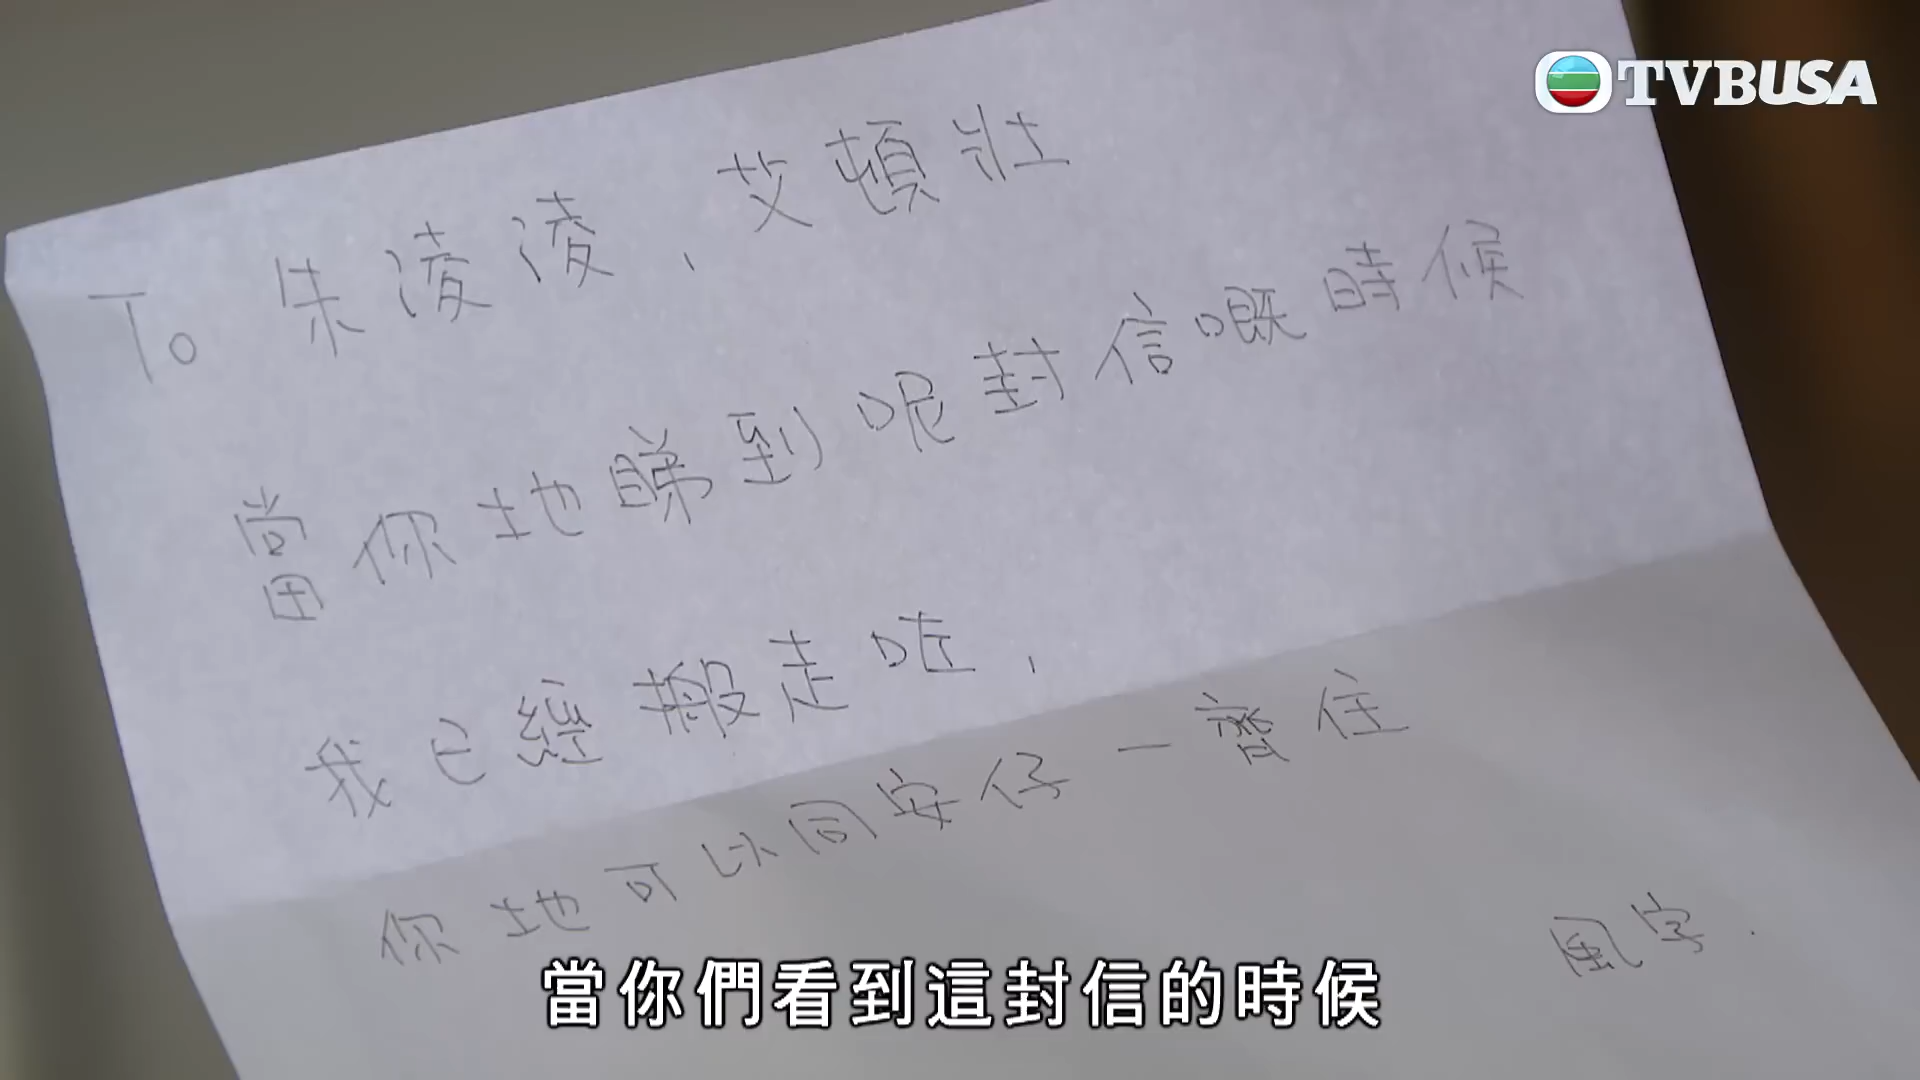 TVBUSA
To 朱淩淩、艾頓壯
當你地睇到呢封信嘅時候
我已經搬走咗,
你地可以同安仔一齊住
風字.
當你們看到這封信的時候